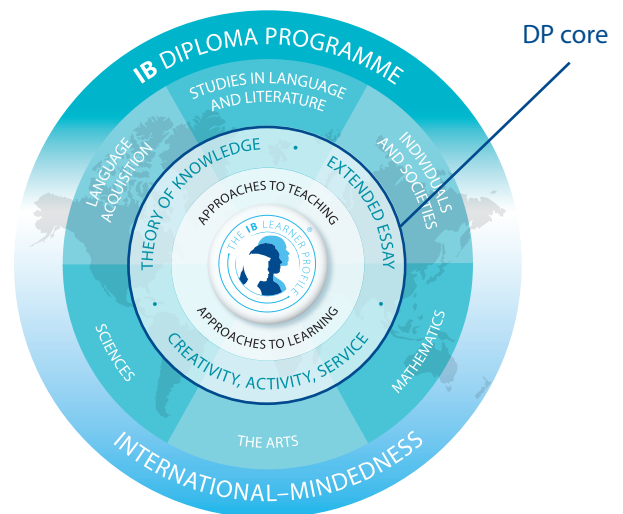 DP core
IB DIPLOMA PROGRAMME
STUDIES IN LANGUAGE
AND LITERATURE
LANGUAGE
ACQUISITION
INDIVIDUALS
AND SOCIETIES
THEORY OF KNOWLEDGE
•
EXTENDED ESSAY
APPROACHES TO TEACHING
THE IB LEARNER PROFILE
®
APPROACHES TO LEARNING
•
CREATIVITY, ACTIVITY, SERVICE
•
SCIENCES
MATHEMATICS
THE ARTS
INTERNATIONAL–MINDEDNESS